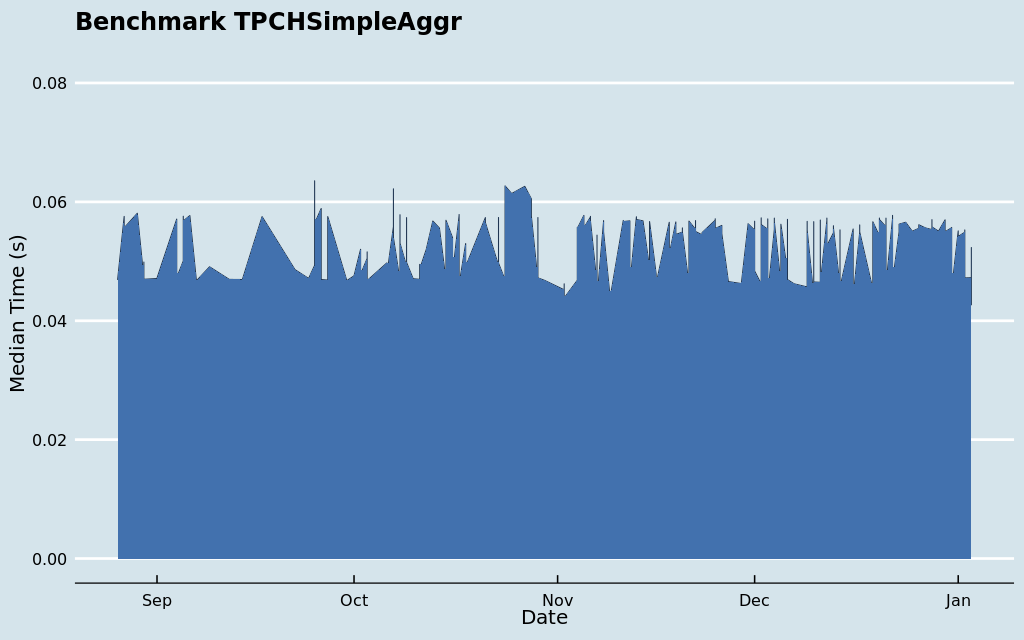 Benchmark TPCHSimpleAggr
0.08
0.06
0.04
0.02
0.00
Median Time (s)
Sep Oct Nov Dec Jan
Date